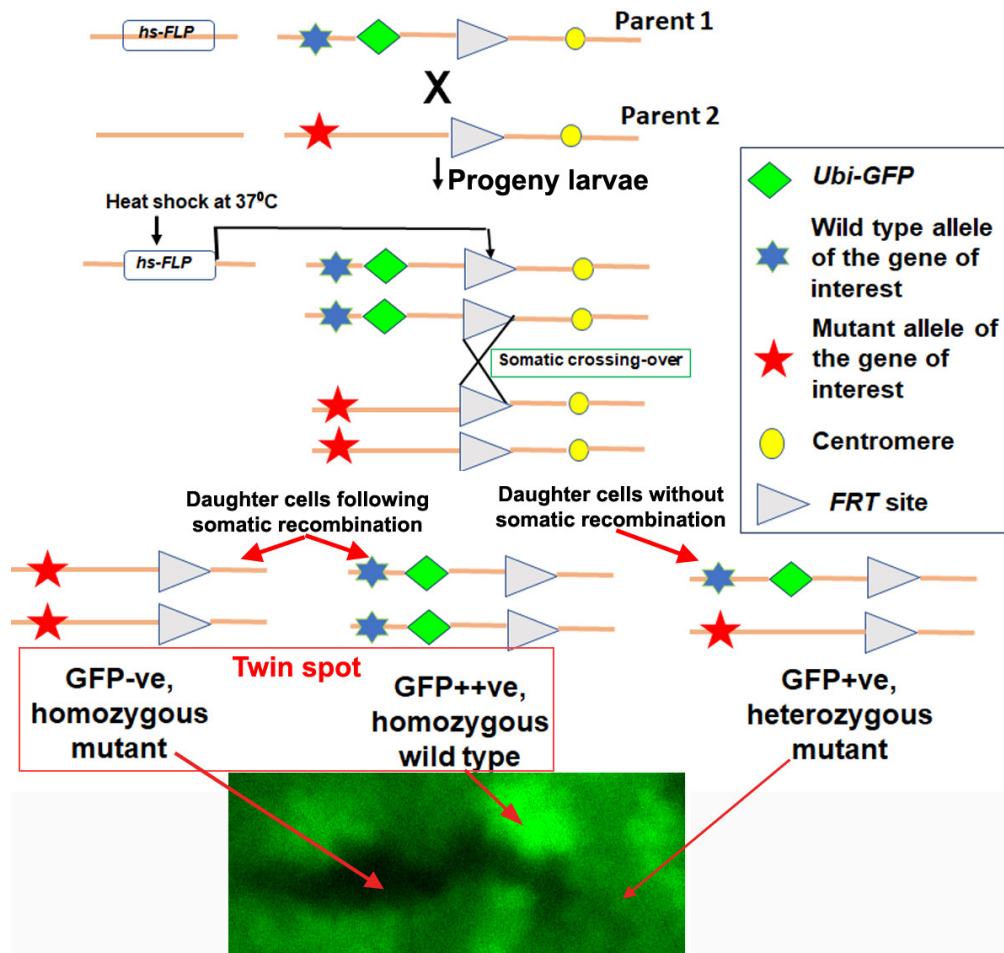 hs-FLP
Parent 1
X
Parent 2
Progeny larvae
Heat shock at 37⁰C
hs-FLP
Somatic crossing-over
Ubi-GFP
Wild type allele
of the gene of
interest
Mutant allele of
the gene of
interest
Centromere
FRT site
Daughter cells following
somatic recombination
Daughter cells without
somatic recombination
Twin spot
GFP-ve,
homozygous
mutant
GFP++ve,
homozygous
wild type
GFP+ve,
heterozygous
mutant